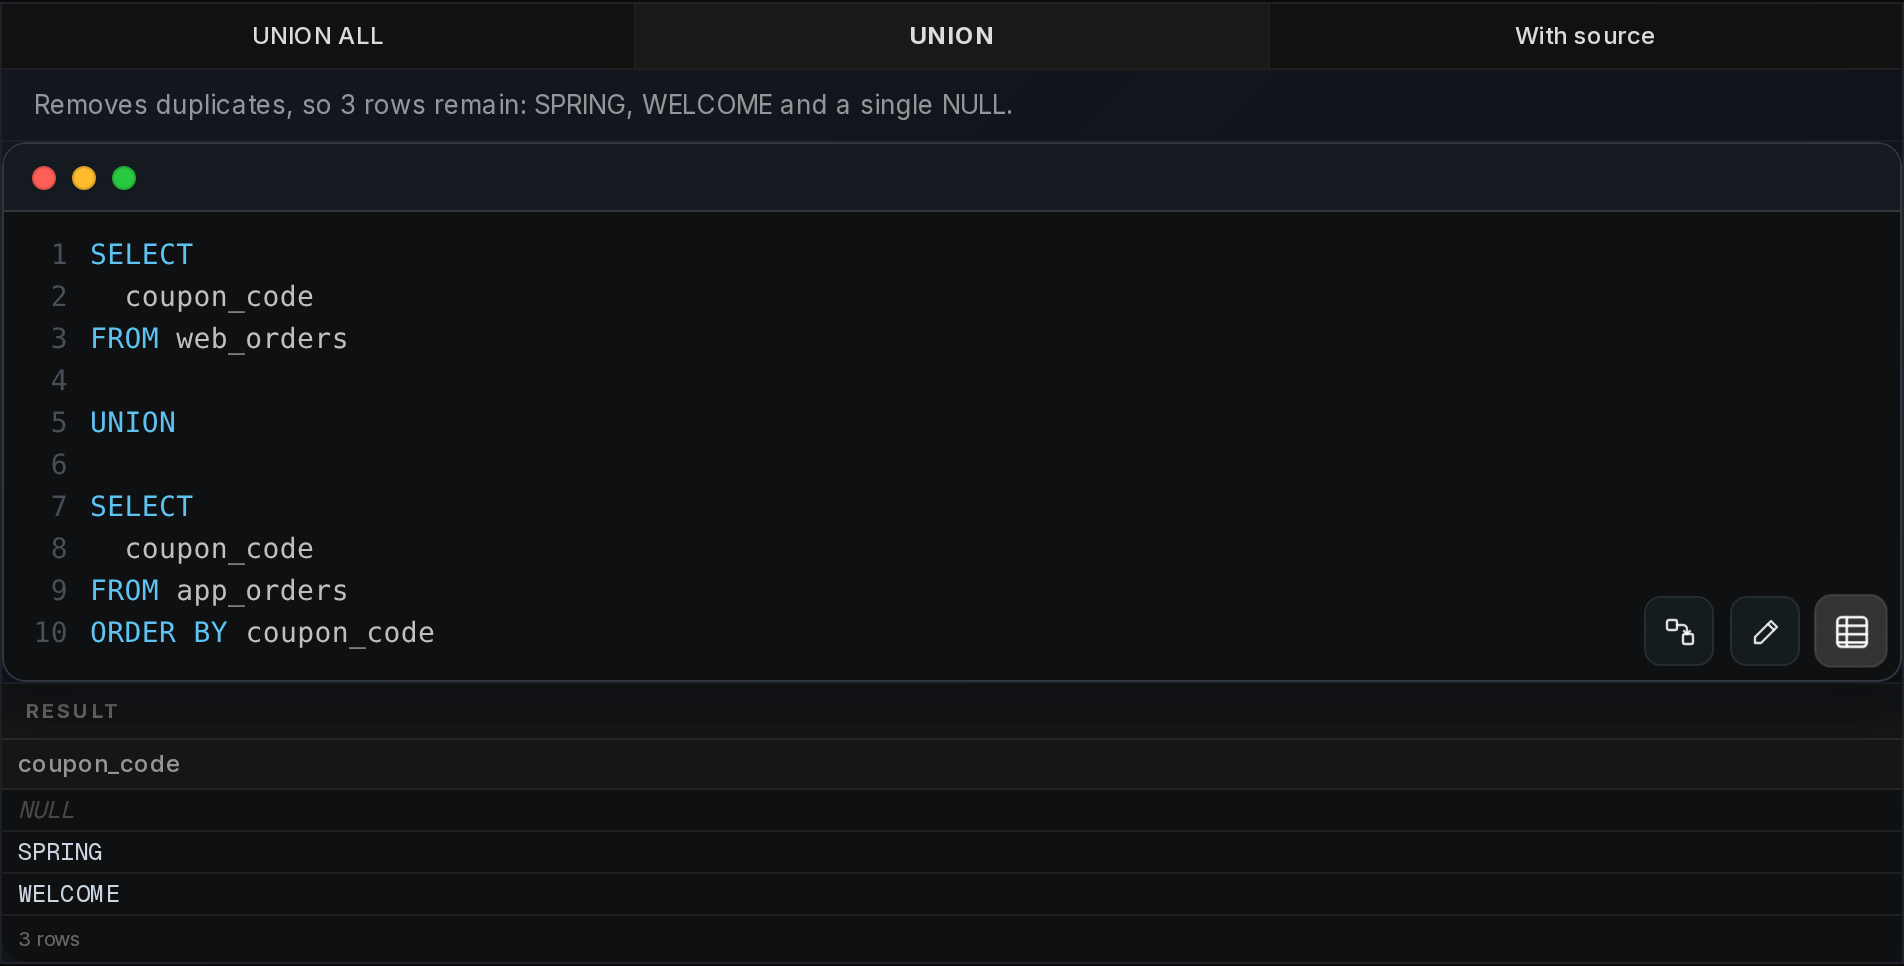 UNION ALL
UNION
With source
Removes duplicates, so 3 rows remain: SPRING, WELCOME and a single NULL.
1 SELECT
2   coupon_code
3 FROM web_orders
4
5 UNION
6
7 SELECT
8   coupon_code
9 FROM app_orders
10 ORDER BY coupon_code
RESULT
coupon_code
NULL
SPRING
WELCOME
3 rows